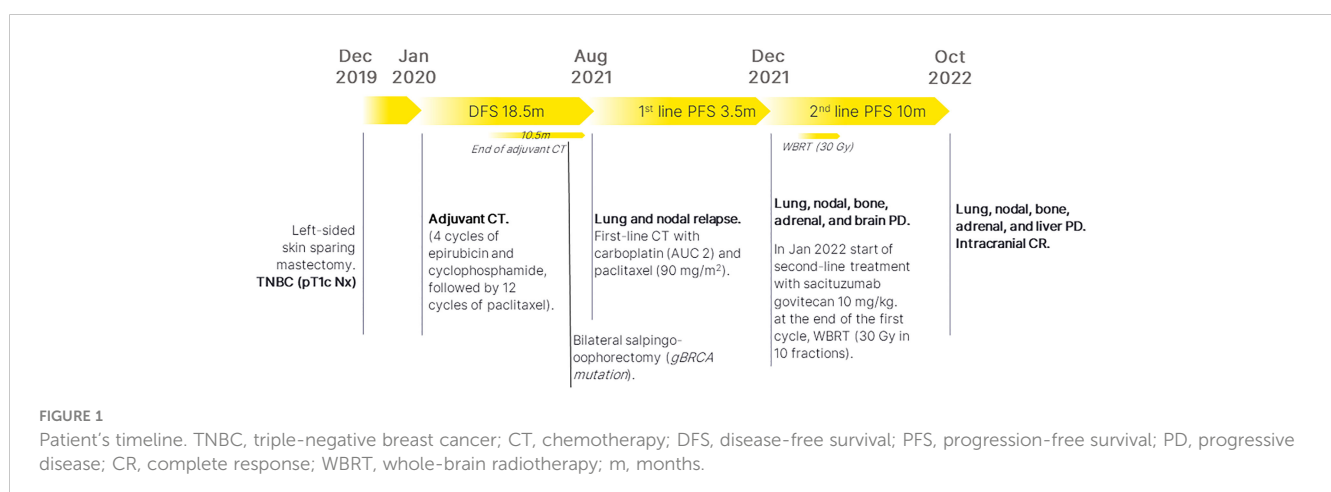 Dec
2019
Jan
2020
Aug
2021
Dec
2021
Oct
2022
DFS 18.5m
1st line PFS 3.5m
2nd line PFS 10m
10.5m
End of adjuvant CT
WBRT (30 Gy)
Left-sided
skin sparing
mastectomy.
TNBC (pT1c Nx)
Adjuvant CT.
(4 cycles of
epirubicin and
cyclophosphamide,
followed by 12
cycles of paclitaxel).
Bilateral salpingo-
oophorectomy (gBRCA
mutation).
Lung and nodal relapse.
First-line CT with
carboplatin (AUC 2) and
paclitaxel (90 mg/m²).
Lung, nodal, bone,
adrenal, and brain PD.
In Jan 2022 start of
second-line treatment
with sacituzumab
govitecan 10 mg/kg.
at the end of the first
cycle, WBRT (30 Gy in
10 fractions).
Lung, nodal, bone,
adrenal, and liver PD.
Intracranial CR.
FIGURE 1
Patient's timeline. TNBC, triple-negative breast cancer; CT, chemotherapy; DFS, disease-free survival; PFS, progression-free survival; PD, progressive
disease; CR, complete response; WBRT, whole-brain radiotherapy; m, months.